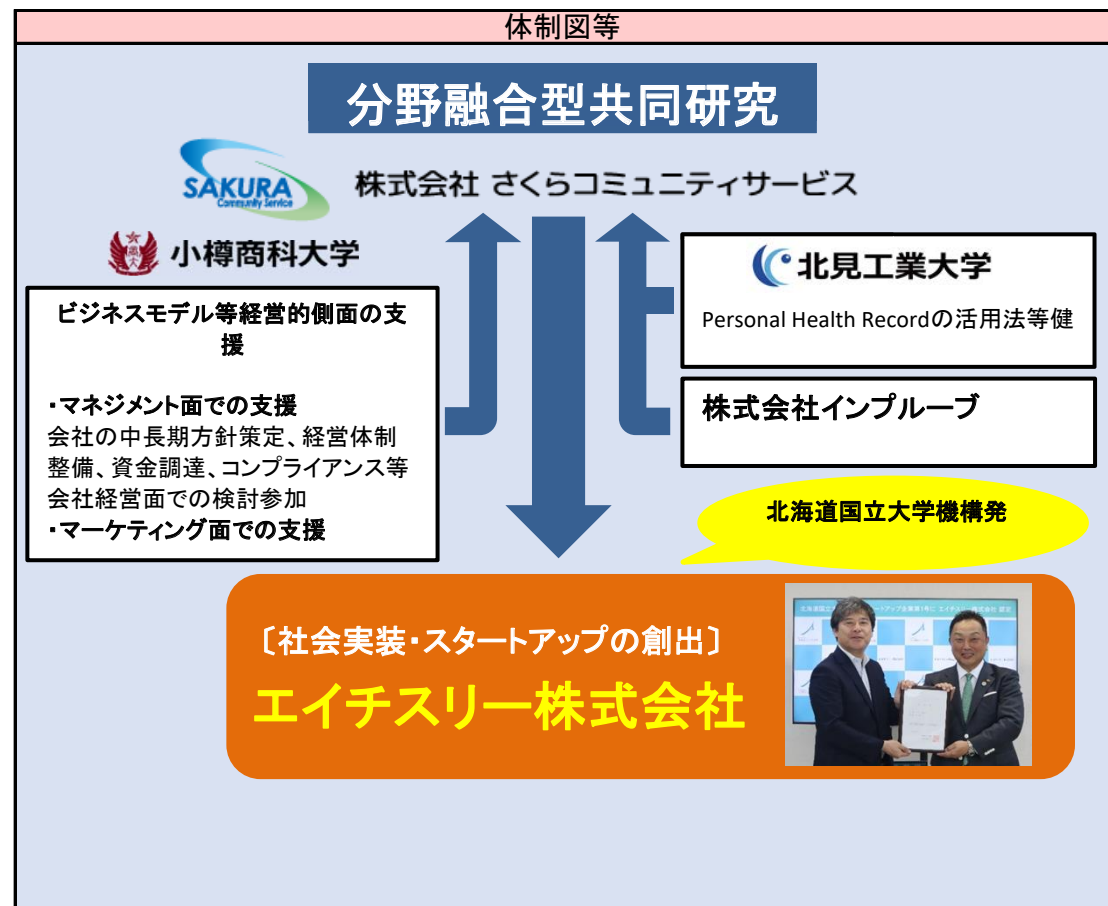 体制図等
分野融合型共同研究
SAKURA
Community Service
株式会社 さくらコミュニティサービス
小樽商科大学
ビジネスモデル等経営的側面の支
援
・マネジメント面での支援
会社の中長期方針策定、経営体制
整備、資金調達、コンプライアンス等
会社経営面での検討参加
・マーケティング面での支援
北見工業大学
Personal Health Recordの活用法等健
株式会社インプルーブ
北海道国立大学機構発
〔社会実装・スタートアップの創出〕
エイチスリー株式会社